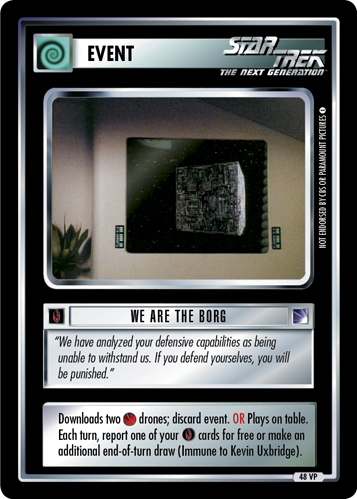 EVENT
STAR TREK
THE NEXT GENERATION
NOT ENDORSED BY CBS OR PARAMOUNT PICTURES
WE ARE THE BORG
"We have analyzed your defensive capabilities as being
unable to withstand us. If you defend yourselves, you will
be punished."
Downloads two drones; discard event. OR Plays on table.
Each turn, report one of your cards for free or make an
additional end-of-turn draw (Immune to Kevin Uxbridge).
48 VP